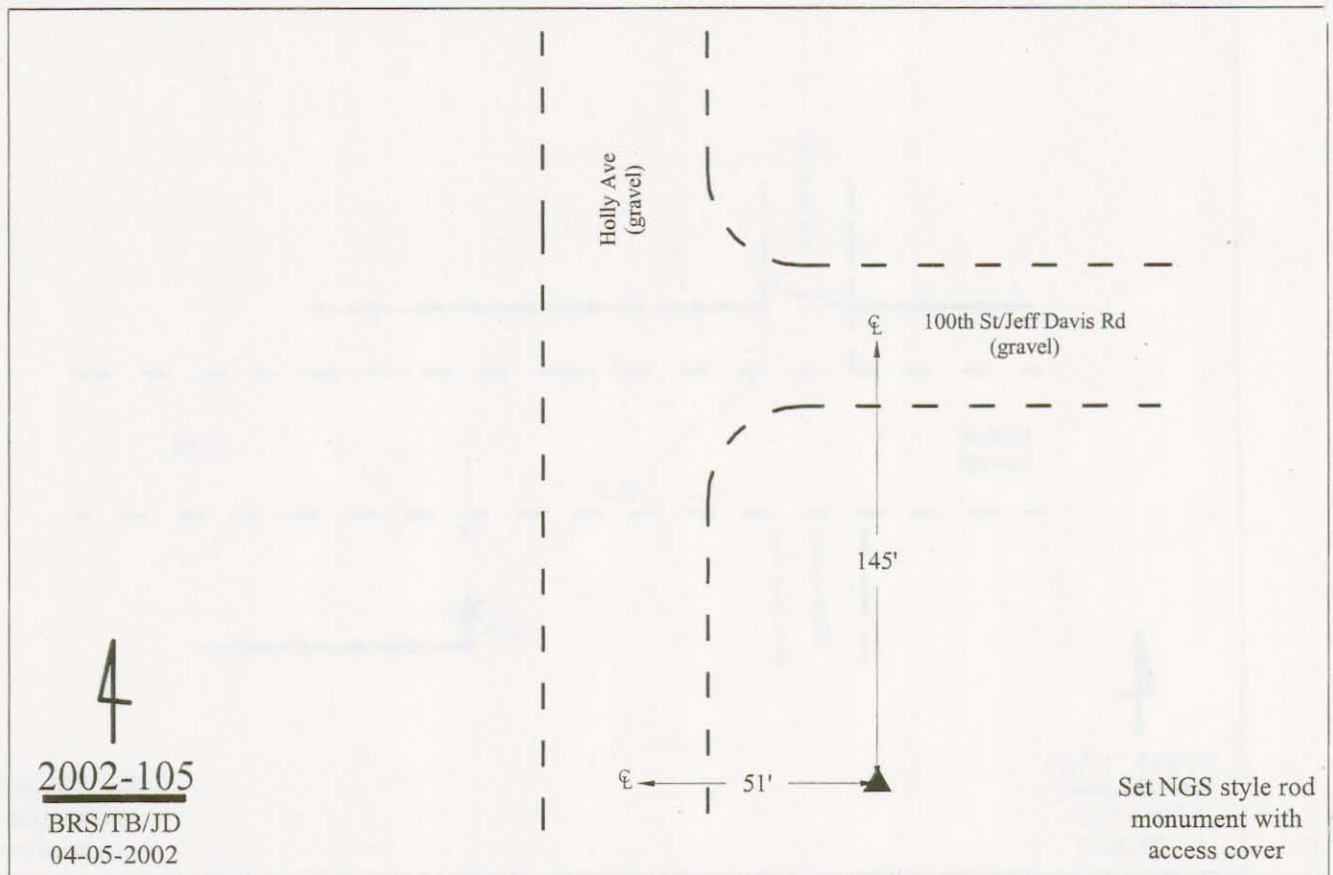 Holly Ave
(gravel)
℄
100th St/Jeff Davis Rd
(gravel)
145'
℄
51'
2002-105
BRS/TB/JD
04-05-2002
Set NGS style rod
monument with
access cover